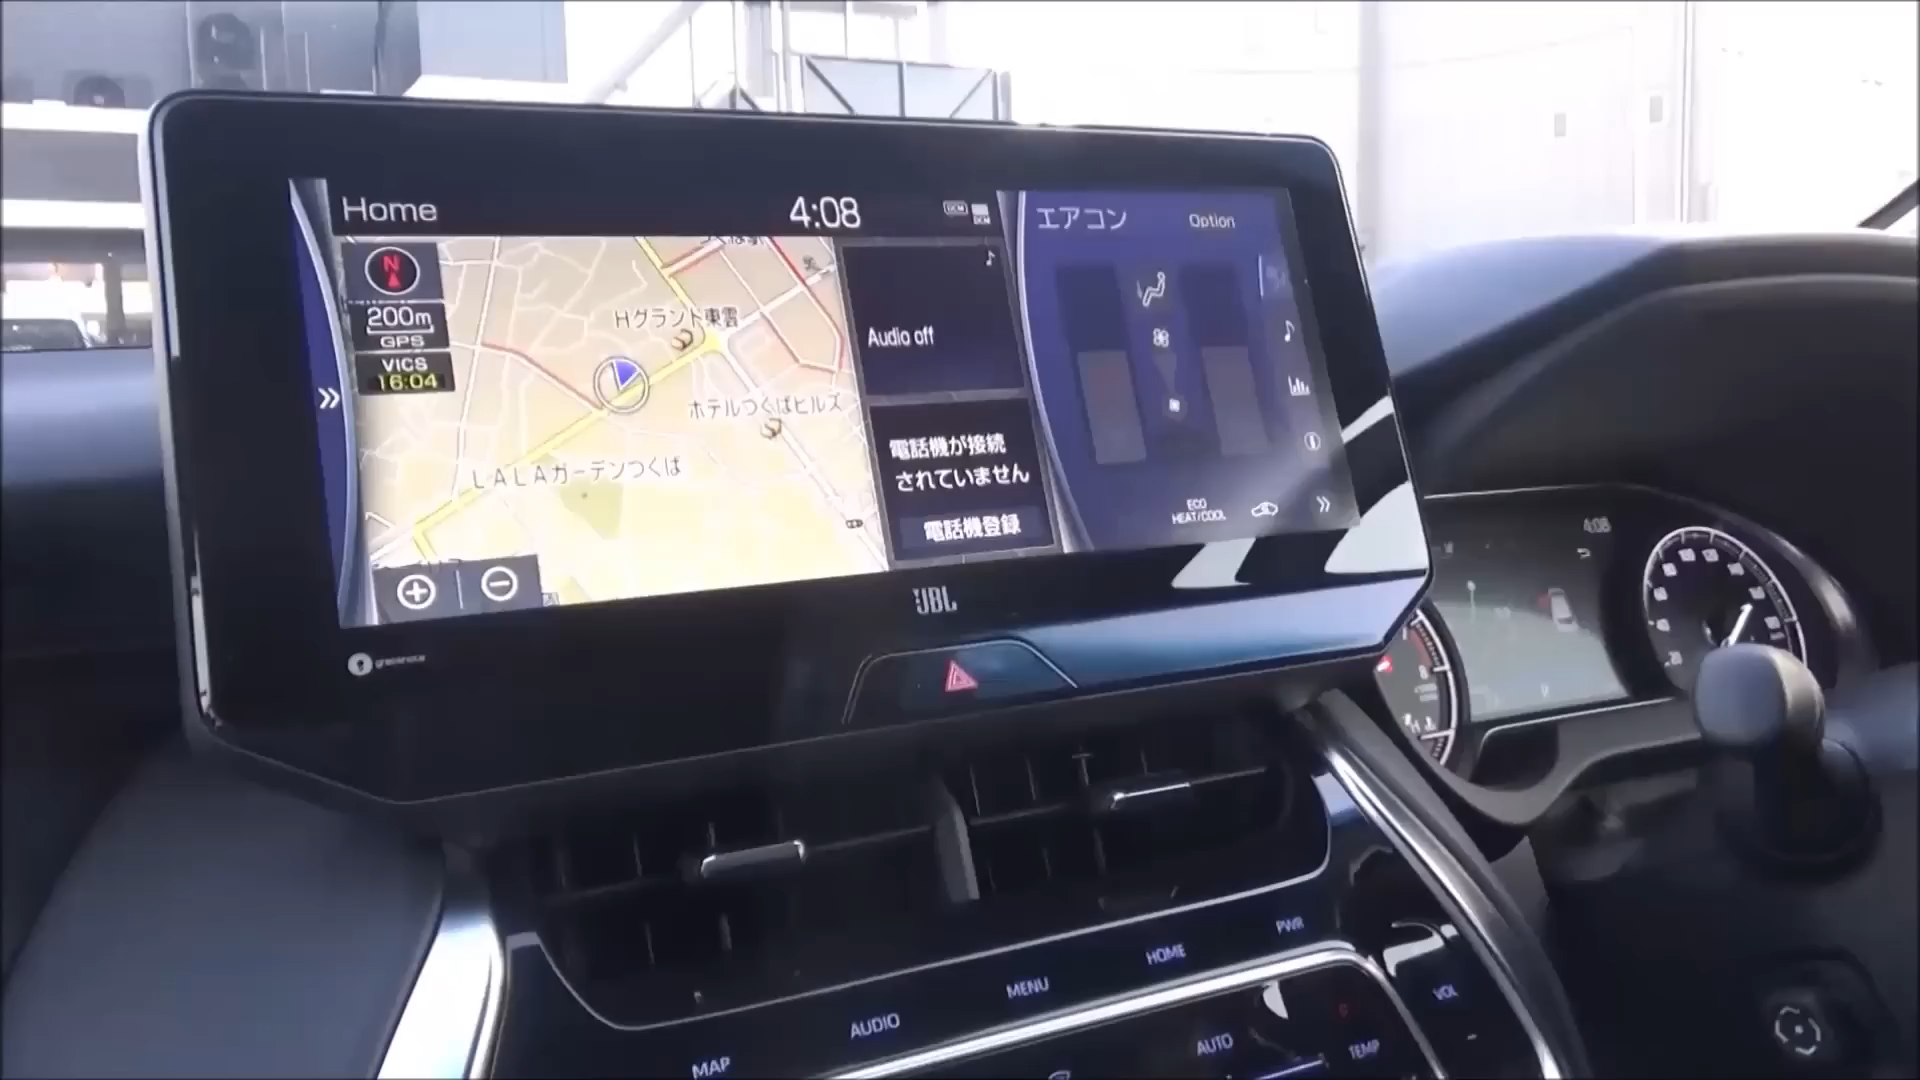 Home
4:08
DCM
エアコン
Option
N
200m
GPS
VICS
16:04
Hグランド東雲
ホテルつくばヒルズ
LALAガーデンつくば
Audio off
電話機が接続
されていません
電話機登録
ECO
HEAT/COOL
JBL
gracenote
4:08
PWR
HOME
MENU
AUDIO
MAP
VOL
AUTO
TEMP